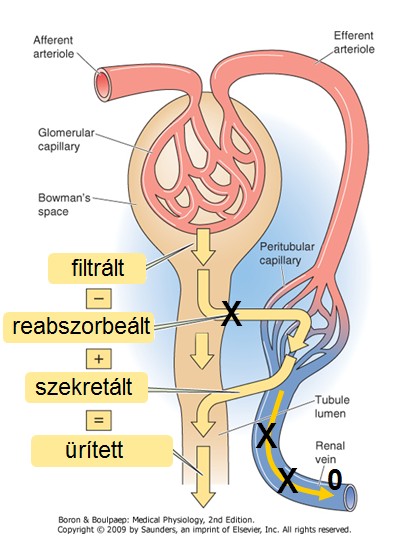 Afferent
arteriole
Efferent
arteriole
Glomerular
capillary
Bowman's
space
filtrált
Peritubular
capillary
–
X
reabszorbeált
+
szekretált
Tubule
lumen
=
X
ürített
Renal
vein
X
0
Boron & Boulpaep: Medical Physiology, 2nd Edition.
Copyright © 2009 by Saunders, an imprint of Elsevier, Inc. All rights reserved.